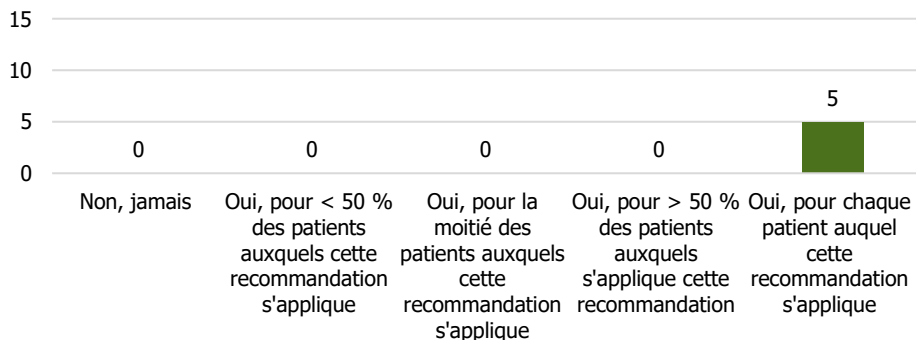 15
10
5
0
0
0
0
0
5
Non, jamais
Oui, pour < 50 %
des patients
auxquels cette
recommandation
s'applique
Oui, pour la
moitié des
patients auxquels
cette
recommandation
s'applique
Oui, pour > 50 %
des patients
auxquels
s'applique cette
recommandation
Oui, pour chaque
patient auquel
cette
recommandation
s'applique